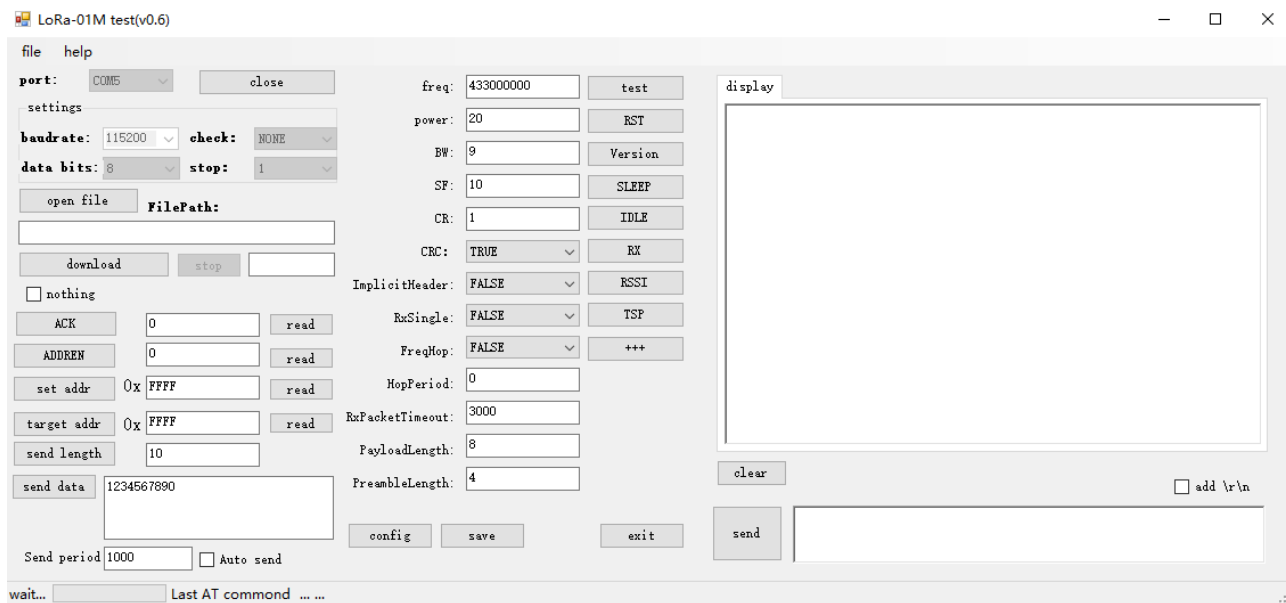 LoRa-01M test(v0.6)
file help
port: COM5 close
settings
baudrate: 115200 check: NONE
data bits: 8 stop: 1
open file FilePath:
download stop
nothing
ACK 0 read
ADDREN 0 read
set addr 0x FFFF read
target addr 0x FFFF read
send length 10
send data 1234567890
Send period 1000 Auto send
freq: 433000000 test
power: 20 RST
BW: 9 Version
SF: 10 SLEEP
CR: 1 IDLE
CRC: TRUE RX
ImplicitHeader: FALSE RSSI
RxSingle: FALSE TSP
FreqHop: FALSE +++
HopPeriod: 0
RxPacketTimeout: 3000
PayloadLength: 8
PreambleLength: 4
config save exit
display
clear
add \r\n
send
wait... Last AT commond ... ...